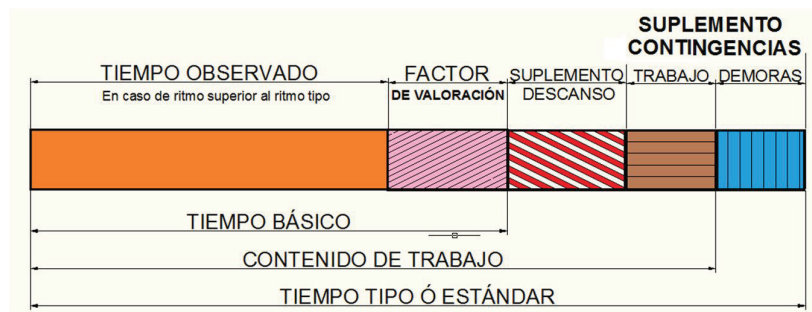 SUPLEMENTO
CONTINGENCIAS
TIEMPO OBSERVADO
En caso de ritmo superior al ritmo tipo
FACTOR
DE VALORACIÓN
SUPLEMENTO
DESCANSO
TRABAJO
DEMORAS
TIEMPO BÁSICO
CONTENIDO DE TRABAJO
TIEMPO TIPO Ó ESTÁNDAR